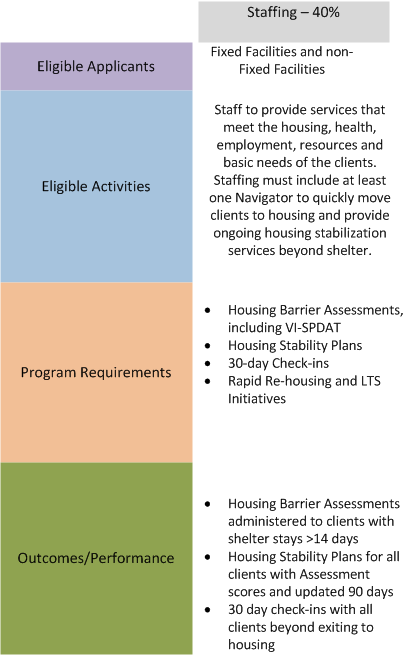 Staffing – 40%
Eligible Applicants
Fixed Facilities and non-
Fixed Facilities
Eligible Activities
Staff to provide services that
meet the housing, health,
employment, resources and
basic needs of the clients.
Staffing must include at least
one Navigator to quickly move
clients to housing and provide
ongoing housing stabilization
services beyond shelter.
Program Requirements
• Housing Barrier Assessments,
including VI-SPDAT
• Housing Stability Plans
• 30-day Check-ins
• Rapid Re-housing and LTS
Initiatives
Outcomes/Performance
• Housing Barrier Assessments
administered to clients with
shelter stays >14 days
• Housing Stability Plans for all
clients with Assessment
scores and updated 90 days
• 30 day check-ins with all
clients beyond exiting to
housing